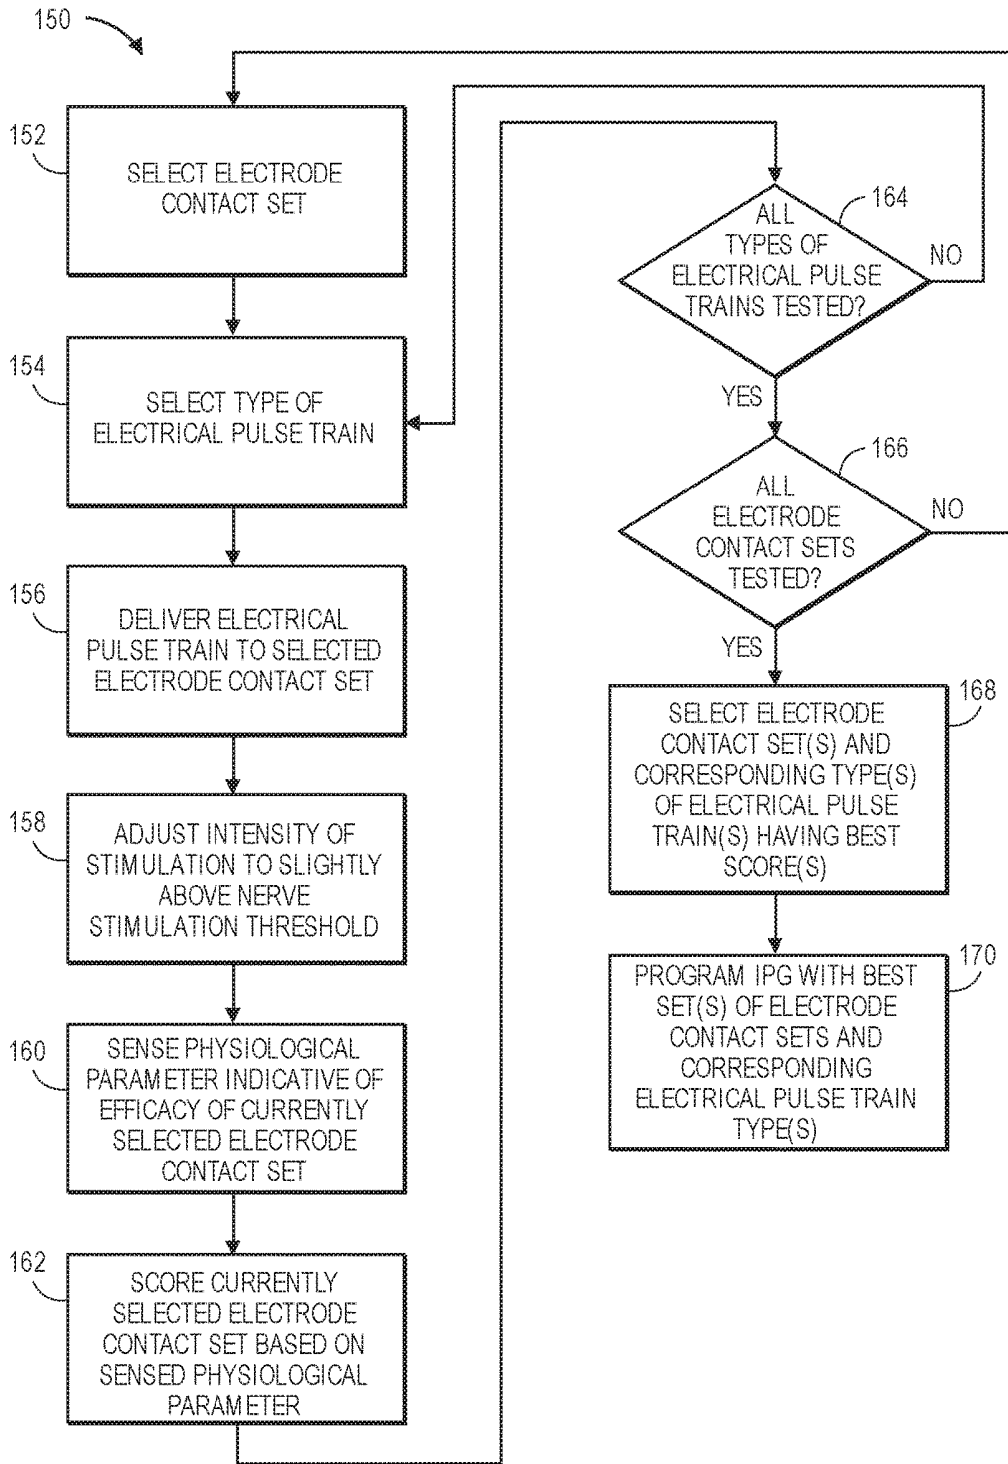 150
152
SELECT ELECTRODE
CONTACT SET
154
SELECT TYPE OF
ELECTRICAL PULSE TRAIN
156
DELIVER ELECTRICAL
PULSE TRAIN TO SELECTED
ELECTRODE CONTACT SET
158
ADJUST INTENSITY OF
STIMULATION TO SLIGHTLY
ABOVE NERVE
STIMULATION THRESHOLD
160
SENSE PHYSIOLOGICAL
PARAMETER INDICATIVE OF
EFFICACY OF CURRENTLY
SELECTED ELECTRODE
CONTACT SET
162
SCORE CURRENTLY
SELECTED ELECTRODE
CONTACT SET BASED ON
SENSED PHYSIOLOGICAL
PARAMETER
164
ALL
TYPES OF
ELECTRICAL PULSE
TRAINS TESTED?
NO
YES
166
ALL
ELECTRODE
CONTACT SETS
TESTED?
NO
YES
168
SELECT ELECTRODE
CONTACT SET(S) AND
CORRESPONDING TYPE(S)
OF ELECTRICAL PULSE
TRAIN(S) HAVING BEST
SCORE(S)
170
PROGRAM IPG WITH BEST
SET(S) OF ELECTRODE
CONTACT SETS AND
CORRESPONDING
ELECTRICAL PULSE TRAIN
TYPE(S)